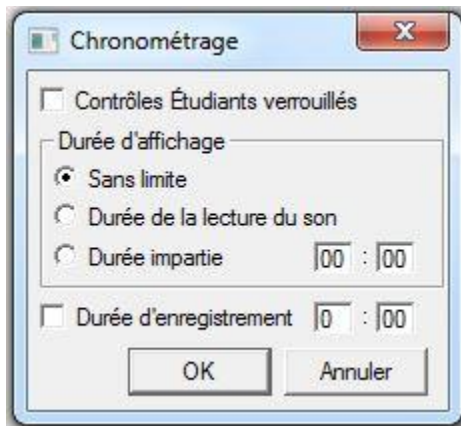 Chronométrage
Contrôles Étudiants verrouillés
Durée d'affichage
Sans limite
Durée de la lecture du son
Durée impartie 00 : 00
Durée d'enregistrement 0 : 00
OK Annuler